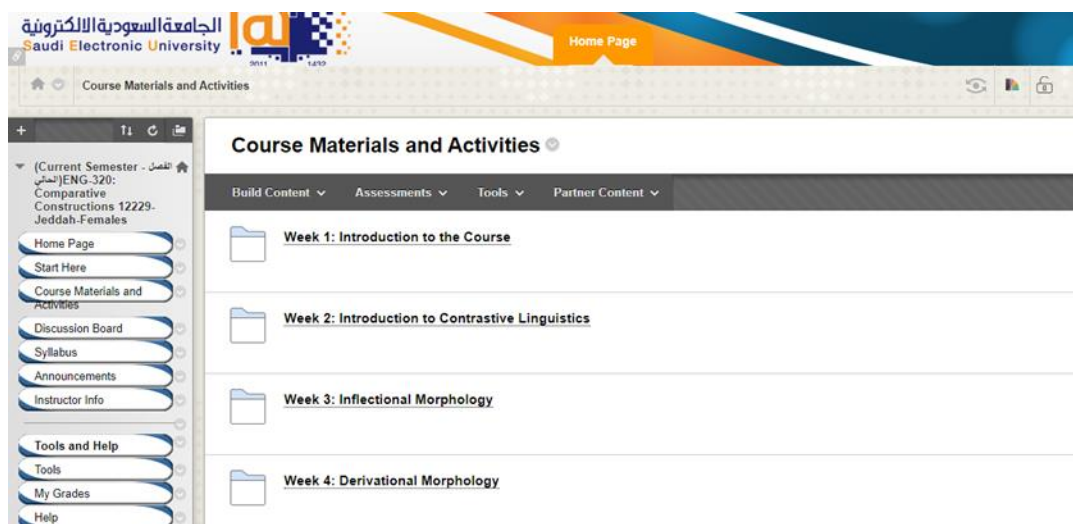 الجامعة السعودية الالكترونية
Saudi Electronic University
2011 1432
Home Page
Course Materials and Activities
Course Materials and Activities
Build Content
Assessments
Tools
Partner Content
(Current Semester - الفصل
الحالي)ENG-320:
Comparative
Constructions 12229-
Jeddah-Females
Home Page
Start Here
Course Materials and
Activities
Discussion Board
Syllabus
Announcements
Instructor Info
Tools and Help
Tools
My Grades
Help
Week 1: Introduction to the Course
Week 2: Introduction to Contrastive Linguistics
Week 3: Inflectional Morphology
Week 4: Derivational Morphology